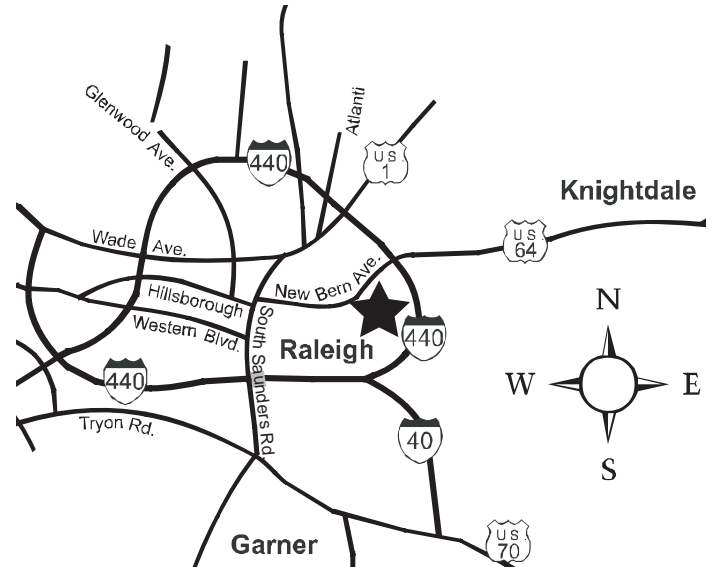 Glenwood Ave.
Atlanti
440
US
1
Knightdale
Wade Ave.
US
64
New Bern Ave.
Hillsborough
Western Blvd.
South Saunders Rd.
Raleigh
440
N
W
E
S
440
Tryon Rd.
40
Garner
US
70